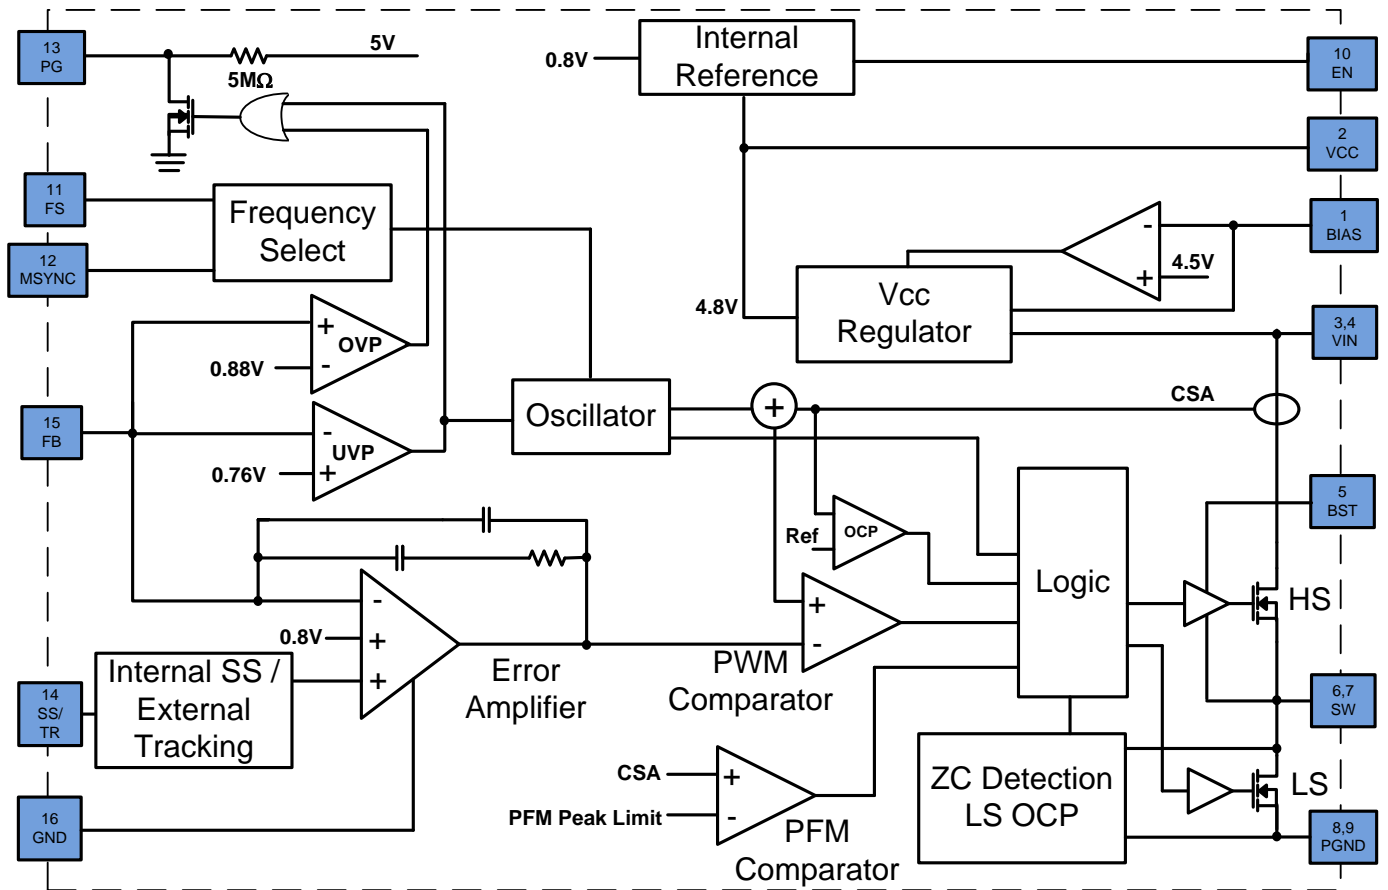 13
PG
5V
5MΩ
0.8V
Internal
Reference
10
EN
2
VCC
11
FS
Frequency
Select
12
MSYNC
1
BIAS
-
+
4.5V
4.8V
Vcc
Regulator
3,4
VIN
+
OVP
-
0.88V
15
FB
-
UVP
+
0.76V
Oscillator
+
CSA
5
BST
Ref
OCP
Logic
HS
-
0.8V
+
+
Error
Amplifier
+
-
PWM
Comparator
14
SS/
TR
Internal SS /
External
Tracking
6,7
SW
CSA
+
PFM Peak Limit
-
PFM
Comparator
ZC Detection
LS OCP
LS
16
GND
8,9
PGND